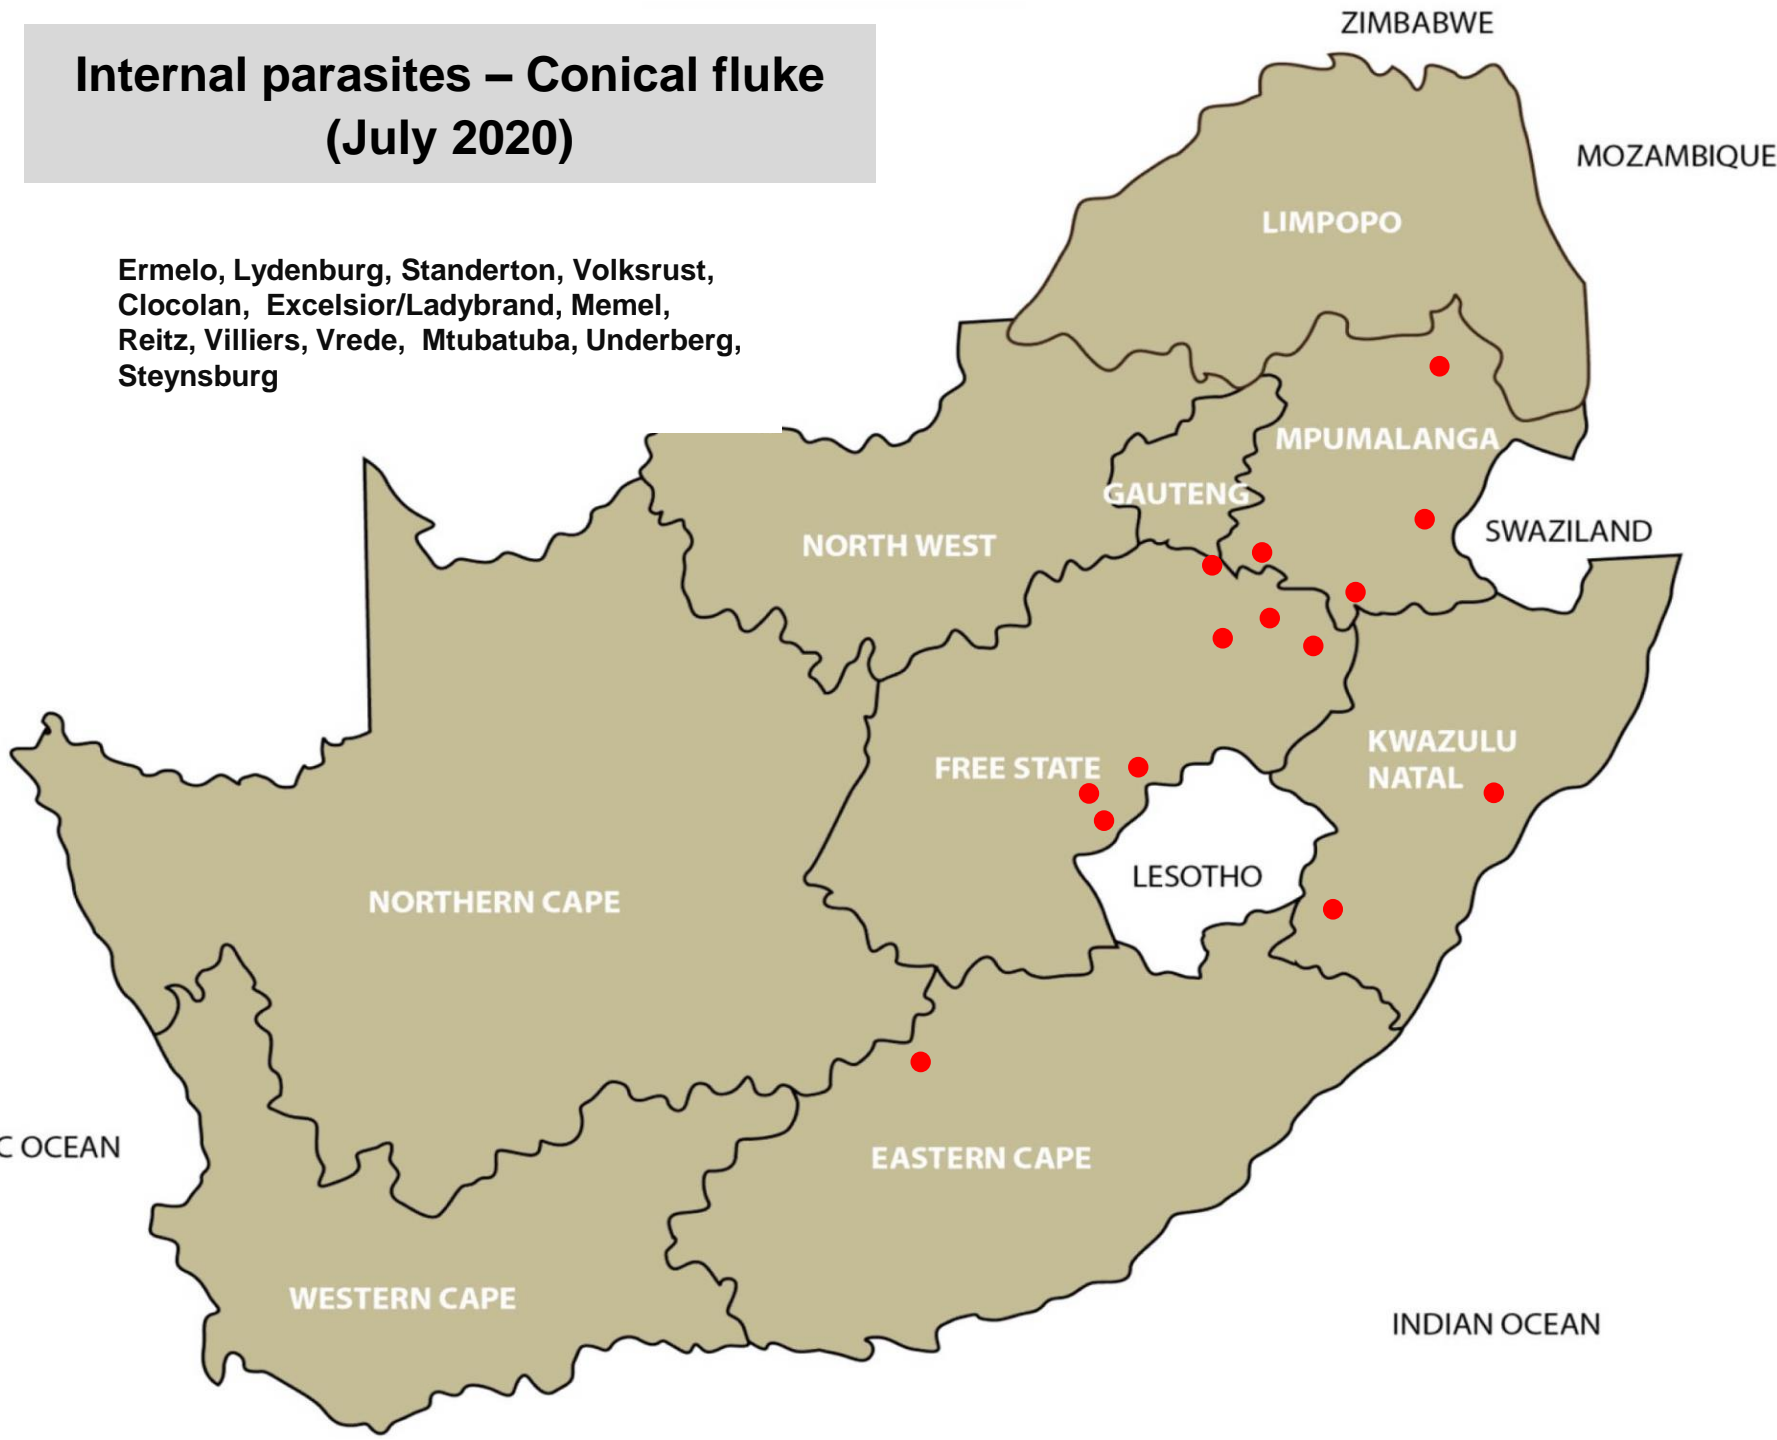 Internal parasites – Conical fluke
(July 2020)
Ermelo, Lydenburg, Standerton, Volksrust,
Clocolan, Excelsior/Ladybrand, Memel,
Reitz, Villiers, Vrede, Mtubatuba, Underberg,
Steynsburg
ZIMBABWE
MOZAMBIQUE
LIMPOPO
MPUMALANGA
GAUTENG
SWAZILAND
NORTH WEST
KWAZULU
NATAL
FREE STATE
LESOTHO
NORTHERN CAPE
C OCEAN
EASTERN CAPE
WESTERN CAPE
INDIAN OCEAN